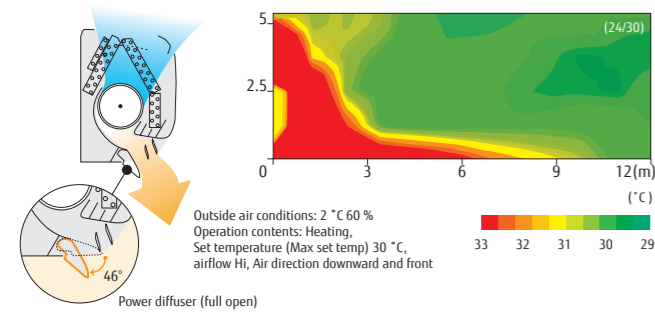 5
(24/30)
2.5
0
3
6
9
12(m)
(˚C)
33
32
31
30
29
46°
Outside air conditions: 2 ˚C 60 %
Operation contents: Heating,
Set temperature (Max set temp) 30 ˚C,
airflow Hi, Air direction downward and front
Power diffuser (full open)